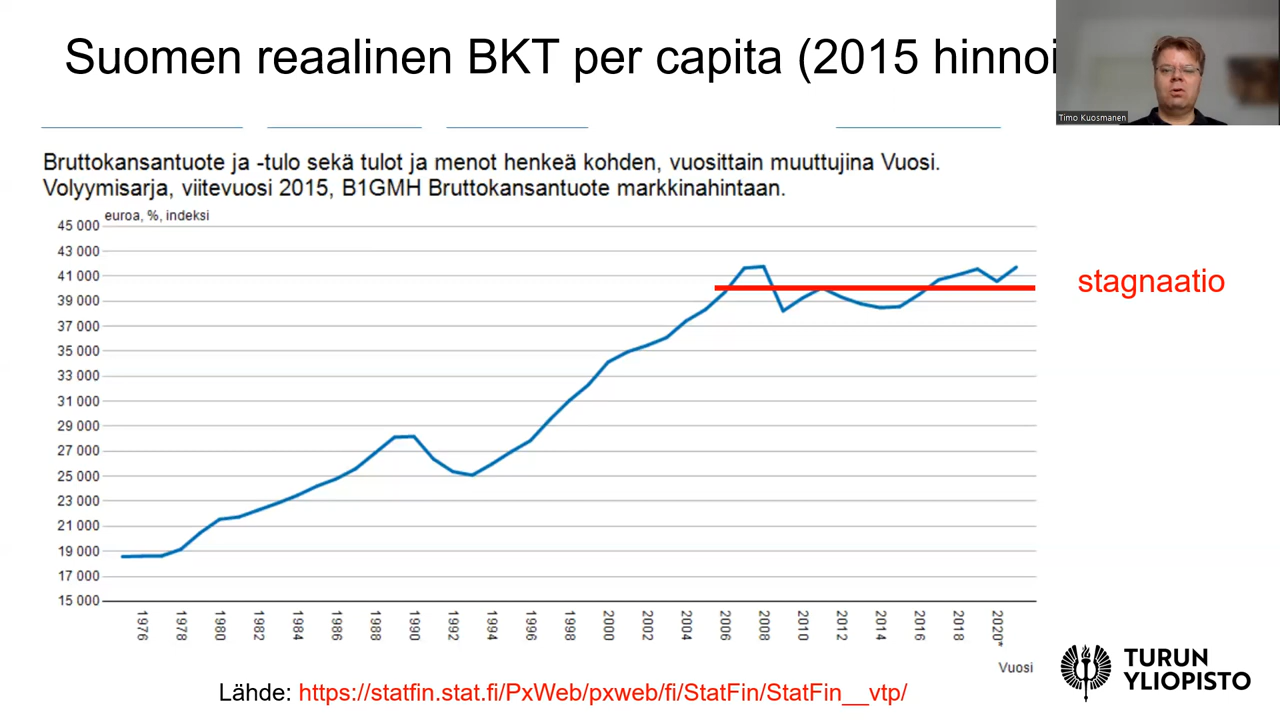 Suomen reaalinen BKT per capita (2015 hinnoi
Timo Kuosmanen
Bruttokansantuote ja -tulo sekä tulot ja menot henkeä kohden, vuosittain muuttujina Vuosi.
Volyymisarja, viitevuosi 2015, B1GMH Bruttokansantuote markkinahintaan.
euroa, %, indeksi
45 000
43 000
41 000
39 000
37 000
35 000
33 000
31 000
29 000
27 000
25 000
23 000
21 000
19 000
17 000
15 000
stagnaatio
1976 1978 1980 1982 1984 1986 1988 1990 1992 1994 1996 1998 2000 2002 2004 2006 2008 2010 2012 2014 2016 2018 2020*
Vuosi
Lähde: https://statfin.stat.fi/PxWeb/pxweb/fi/StatFin/StatFin__vtp/
TURUN
YLIOPISTO